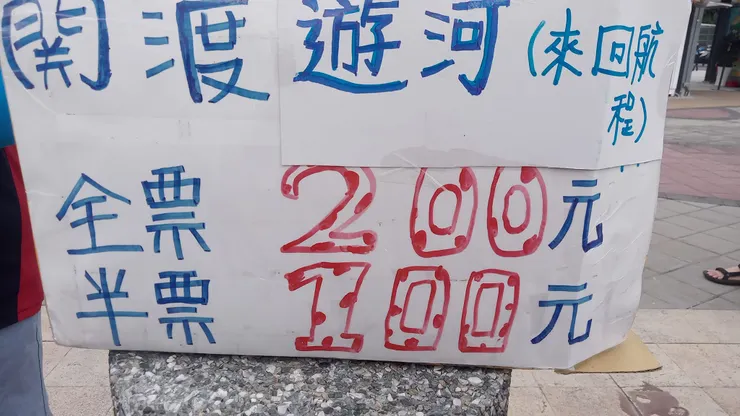 開渡遊河(來回航
程)
全票 200元
半票 100元